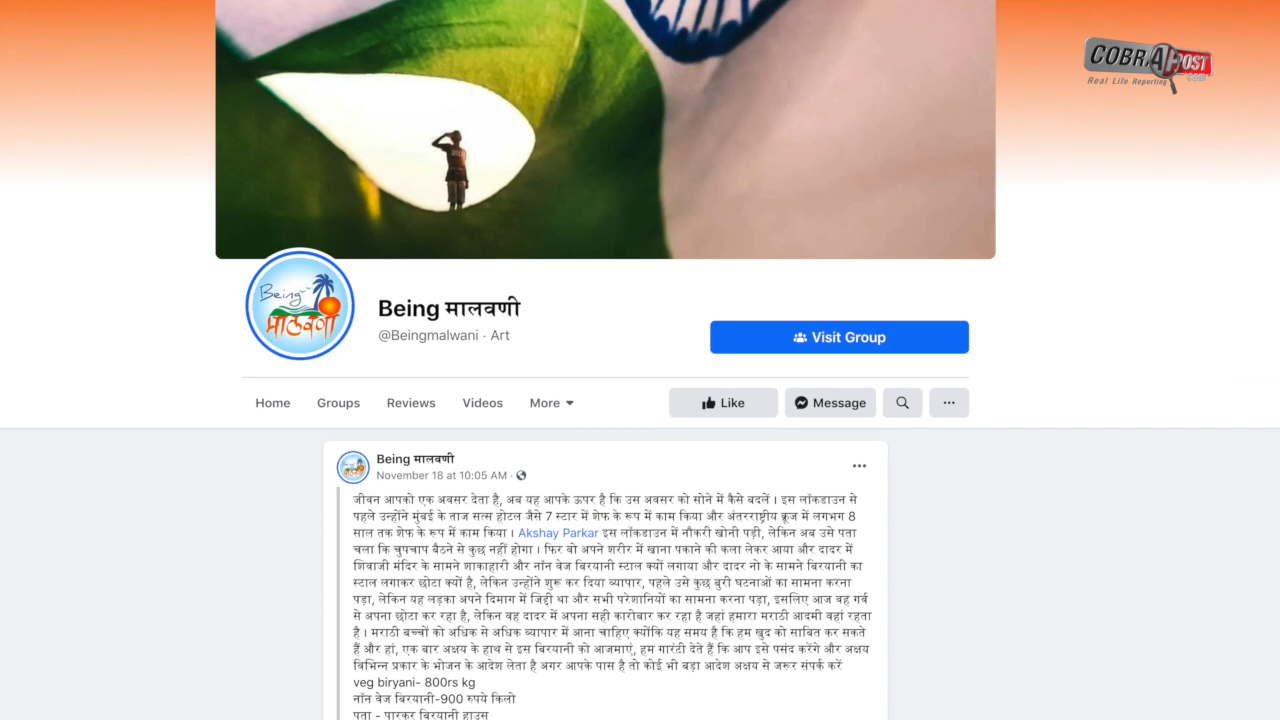 COBRAPOST
.com
Real Life Reporting
Being
मालवणी
Being मालवणी
@Beingmalwani · Art
Visit Group
Home Groups Reviews Videos More Like Message
Being मालवणी
November 18 at 10:05 AM ·
जीवन आपको एक अवसर देता है, अब यह आपके ऊपर है कि उस अवसर को सोने में कैसे बदलें । इस लॉकडाउन से
पहले उन्होंने मुंबई के ताज सत्स होटल जैसे 7 स्टार में शेफ के रूप में काम किया और अंतरराष्ट्रीय क्रूज में लगभग 8
साल तक शेफ के रूप में काम किया । Akshay Parkar इस लॉकडाउन में नौकरी खोनी पड़ी, लेकिन अब उसे पता
चला कि चुपचाप बैठने से कुछ नहीं होगा । फिर वो अपने शरीर में खाना पकाने की कला लेकर आया और दादर में
शिवाजी मंदिर के सामने शाकाहारी और नॉन वेज बिरयानी स्टाल क्यों लगाया और दादर नो के सामने बिरयानी का
स्टाल लगाकर छोटा क्यों है, लेकिन उन्होंने शुरू कर दिया व्यापार, पहले उसे कुछ बुरी घटनाओं का सामना करना
पड़ा, लेकिन यह लड़का अपने दिमाग में जिद्दी था और सभी परेशानियों का सामना करना पड़ा, इसलिए आज वह गर्व
से अपना छोटा कर रहा है, लेकिन वह दादर में अपना सही कारोबार कर रहा है जहां हमारा मराठी आदमी वहां रहता
है । मराठी बच्चों को अधिक से अधिक व्यापार में आना चाहिए क्योंकि यह समय है कि हम खुद को साबित कर सकते
हैं और हां, एक बार अक्षय के हाथ से इस बिरयानी को आजमाएं, हम गारंटी देते हैं कि आप इसे पसंद करेंगे और अक्षय
विभिन्न प्रकार के भोजन के आदेश लेता है अगर आपके पास है तो कोई भी बड़ा आदेश अक्षय से जरूर संपर्क करें
veg biryani- 800rs kg
नॉन वेज बिरयानी-900 रुपये किलो
पता - पारकर बिरयानी हाउस